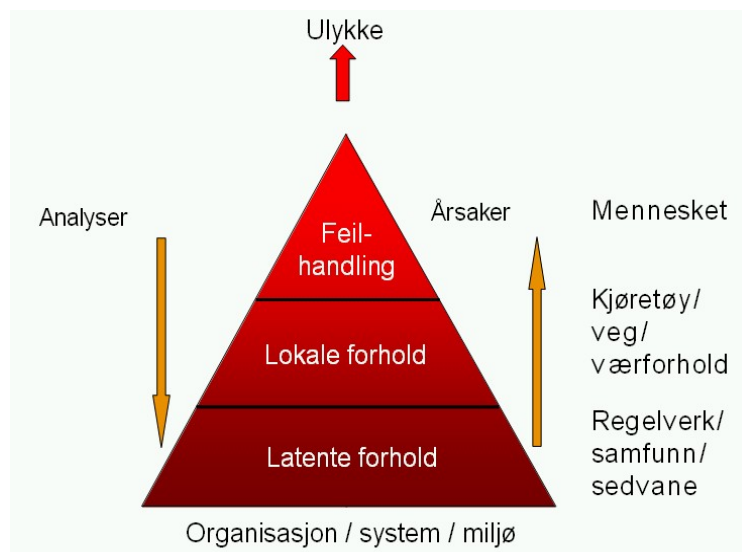 Ulykke
Analyser
Årsaker
Mennesket
Feil-
handling
Kjøretøy/
veg/
værforhold
Lokale forhold
Regelverk/
samfunn/
sedvane
Latente forhold
Organisasjon / system / miljø